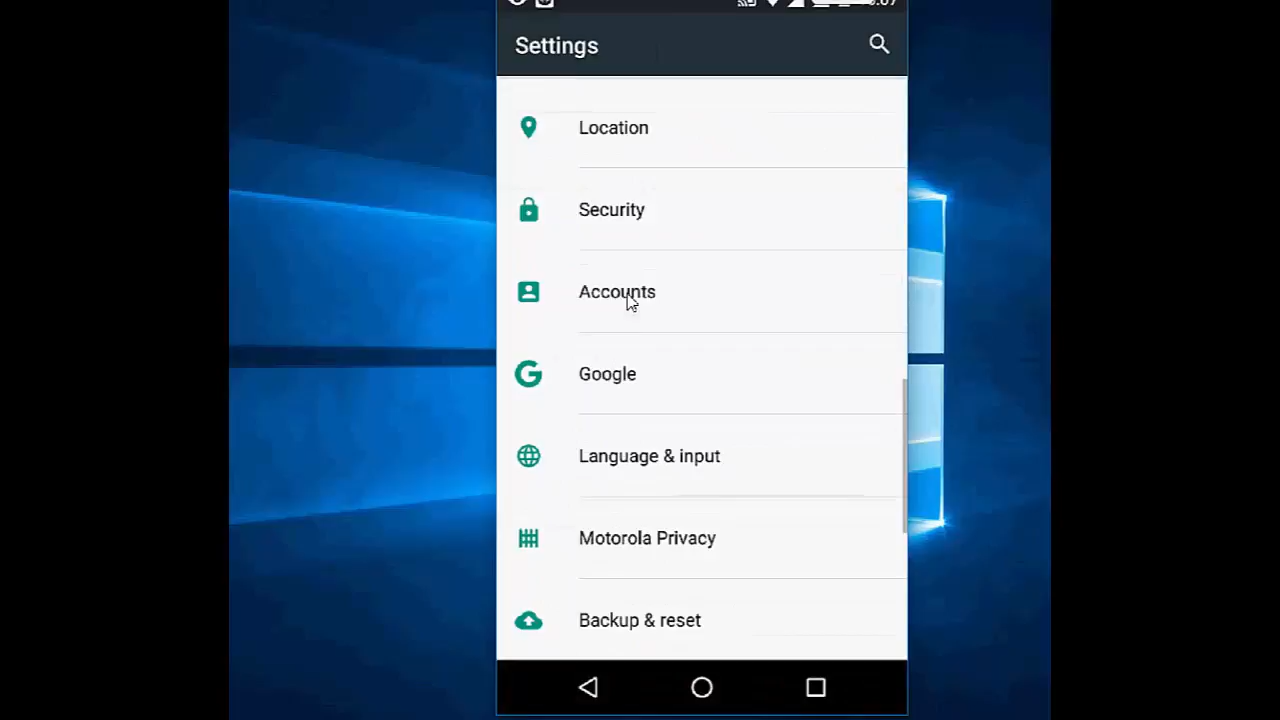 Settings
Location
Security
Accounts
Google
Language & input
Motorola Privacy
Backup & reset